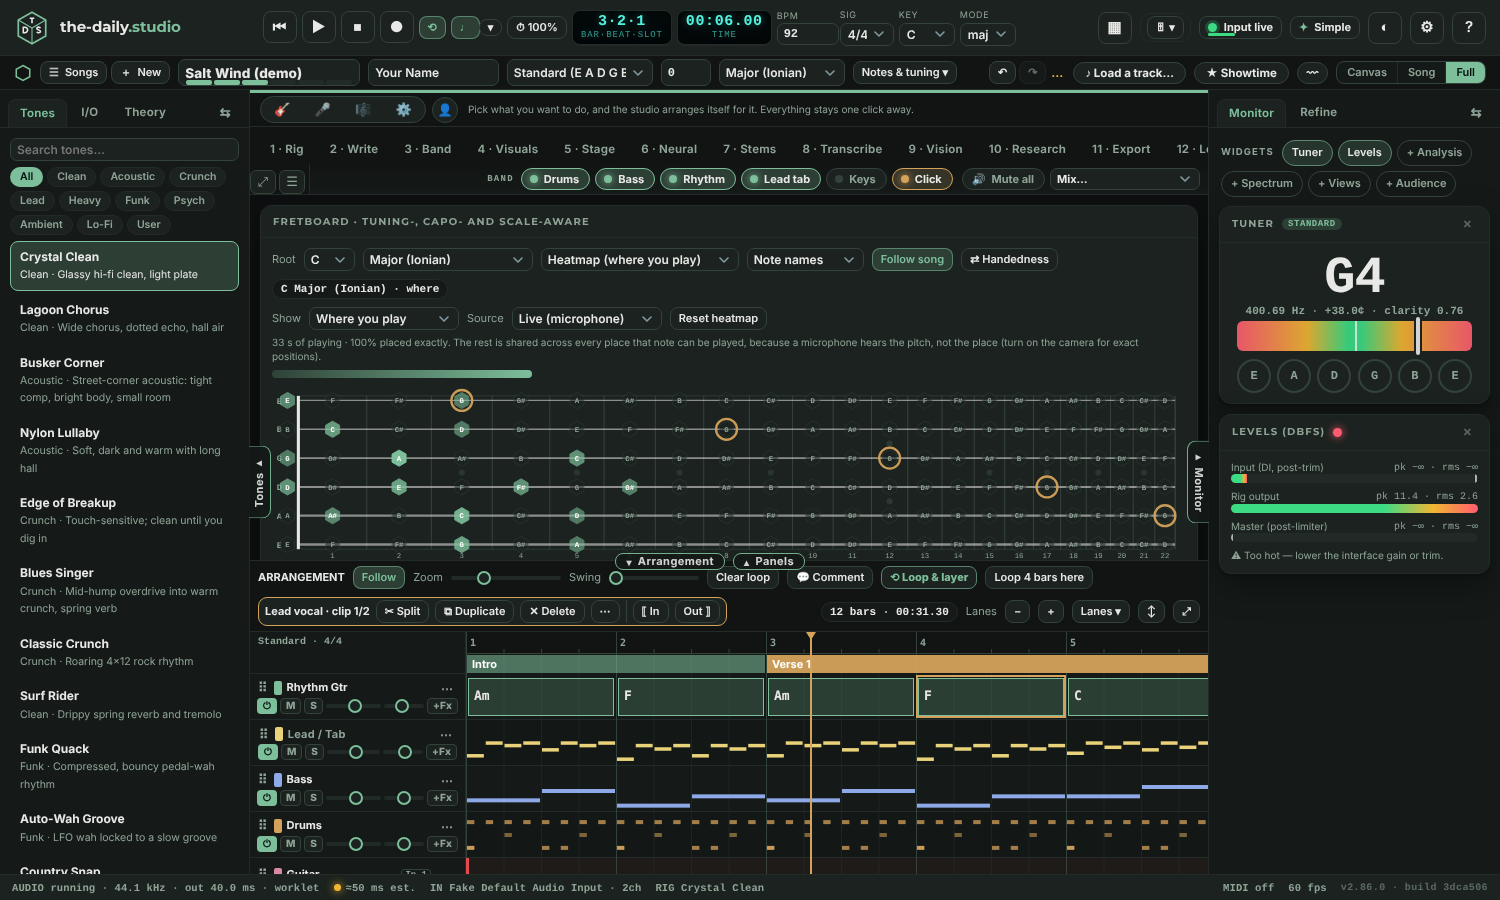 the-daily.studio
100%
3·2·1
BAR·BEAT·SLOT
00:06.00
TIME
BPM
92
SIG
4/4
KEY
C
MODE
maj
Input live
Simple
?
Songs
+ New
Salt Wind (demo)
Your Name
Standard (E A D G E
0
Major (Ionian)
Notes & tuning
...
Load a track…
Showtime
Canvas
Song
Full
Tones
I/O
Theory
Pick what you want to do, and the studio arranges itself for it. Everything stays one click away.
Monitor
Refine
Search tones…
All
Clean
Acoustic
Crunch
Lead
Heavy
Funk
Psych
Ambient
Lo-Fi
User
1 · Rig
2 · Write
3 · Band
4 · Visuals
5 · Stage
6 · Neural
7 · Stems
8 · Transcribe
9 · Vision
10 · Research
11 · Export
BAND
Drums
Bass
Rhythm
Lead tab
Keys
Click
Mute all
Mix…
WIDGETS
Tuner
Levels
+ Analysis
+ Spectrum
+ Views
+ Audience
Crystal Clean
Clean · Glassy hi-fi clean, light plate
Lagoon Chorus
Clean · Wide chorus, dotted echo, hall air
Busker Corner
Acoustic · Street-corner acoustic: tight
comp, bright body, small room
Nylon Lullaby
Acoustic · Soft, dark and warm with long
hall
Edge of Breakup
Crunch · Touch-sensitive; clean until you
dig in
Blues Singer
Crunch · Mid-hump overdrive into warm
crunch, spring verb
Classic Crunch
Crunch · Roaring 4×12 rock rhythm
Surf Rider
Clean · Drippy spring reverb and tremolo
Funk Quack
Funk · Compressed, bouncy pedal-wah
rhythm
Auto-Wah Groove
Funk · LFO wah locked to a slow groove
Country Snap
FRETBOARD · TUNING-, CAPO- AND SCALE-AWARE
Root
C
Major (Ionian)
Heatmap (where you play)
Note names
Follow song
Handedness
C Major (Ionian) · where
Show
Where you play
Source
Live (microphone)
Reset heatmap
33 s of playing · 100% placed exactly. The rest is shared across every place that note can be played, because a microphone hears the pitch, not the place (turn on the camera for exact
positions).
Tones
Monitor
TUNER
STANDARD
G4
400.69 Hz · +38.0¢ · clarity 0.76
E
A
D
G
B
E
LEVELS (DBFS)
Input (DI, post-trim)
pk −∞ · rms −∞
Rig output
pk 11.4 · rms 2.6
Master (post-limiter)
pk −∞ · rms −∞
Too hot — lower the interface gain or trim.
Arrangement
Panels
ARRANGEMENT
Follow
Zoom
Swing
Clear loop
Comment
Loop & layer
Loop 4 bars here
Lead vocal · clip 1/2
Split
Duplicate
Delete
In
Out
12 bars · 00:31.30
Lanes
−
+
Lanes
Standard · 4/4
1
2
3
4
5
Intro
Verse 1
Rhythm Gtr
M
S
+Fx
Am
F
Am
F
C
Lead / Tab
M
S
+Fx
Bass
M
S
+Fx
Drums
M
S
+Fx
AUDIO running · 44.1 kHz · out 40.0 ms · worklet
≈50 ms est.
IN Fake Default Audio Input · 2ch
RIG Crystal Clean
MIDI off
60 fps
v2.86.0 · build 3dca506